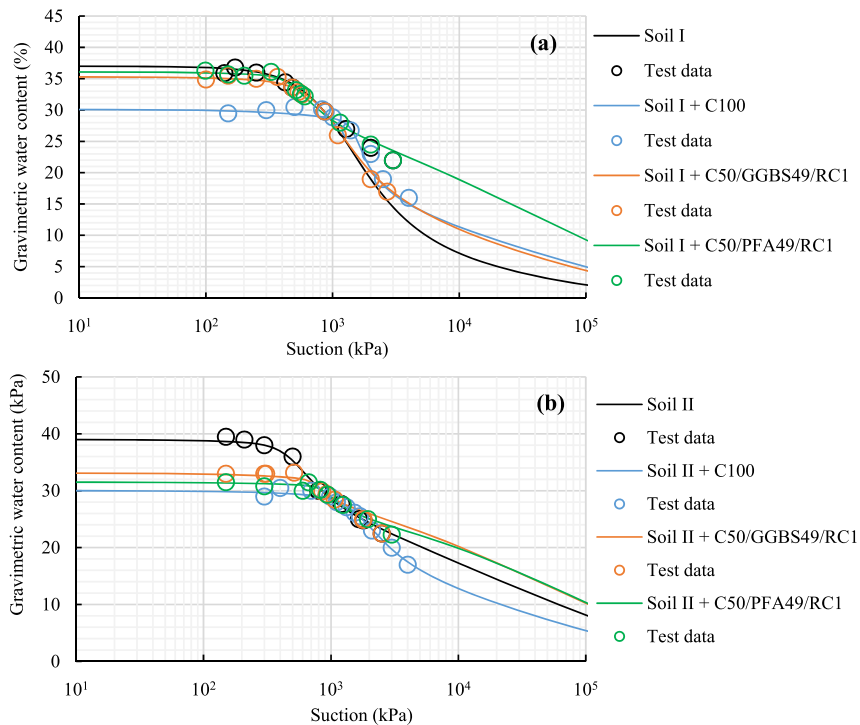 45
40
35
30
25
20
15
10
5
0
Gravimetric water content (%)
(a)
10¹
10²
10³
10⁴
10⁵
Suction (kPa)
Soil I
Test data
Soil I + C100
Test data
Soil I + C50/GGBS49/RC1
Test data
Soil I + C50/PFA49/RC1
Test data
50
40
30
20
10
0
Gravimetric water content (kPa)
(b)
10¹
10²
10³
10⁴
10⁵
Suction (kPa)
Soil II
Test data
Soil II + C100
Test data
Soil II + C50/GGBS49/RC1
Test data
Soil II + C50/PFA49/RC1
Test data